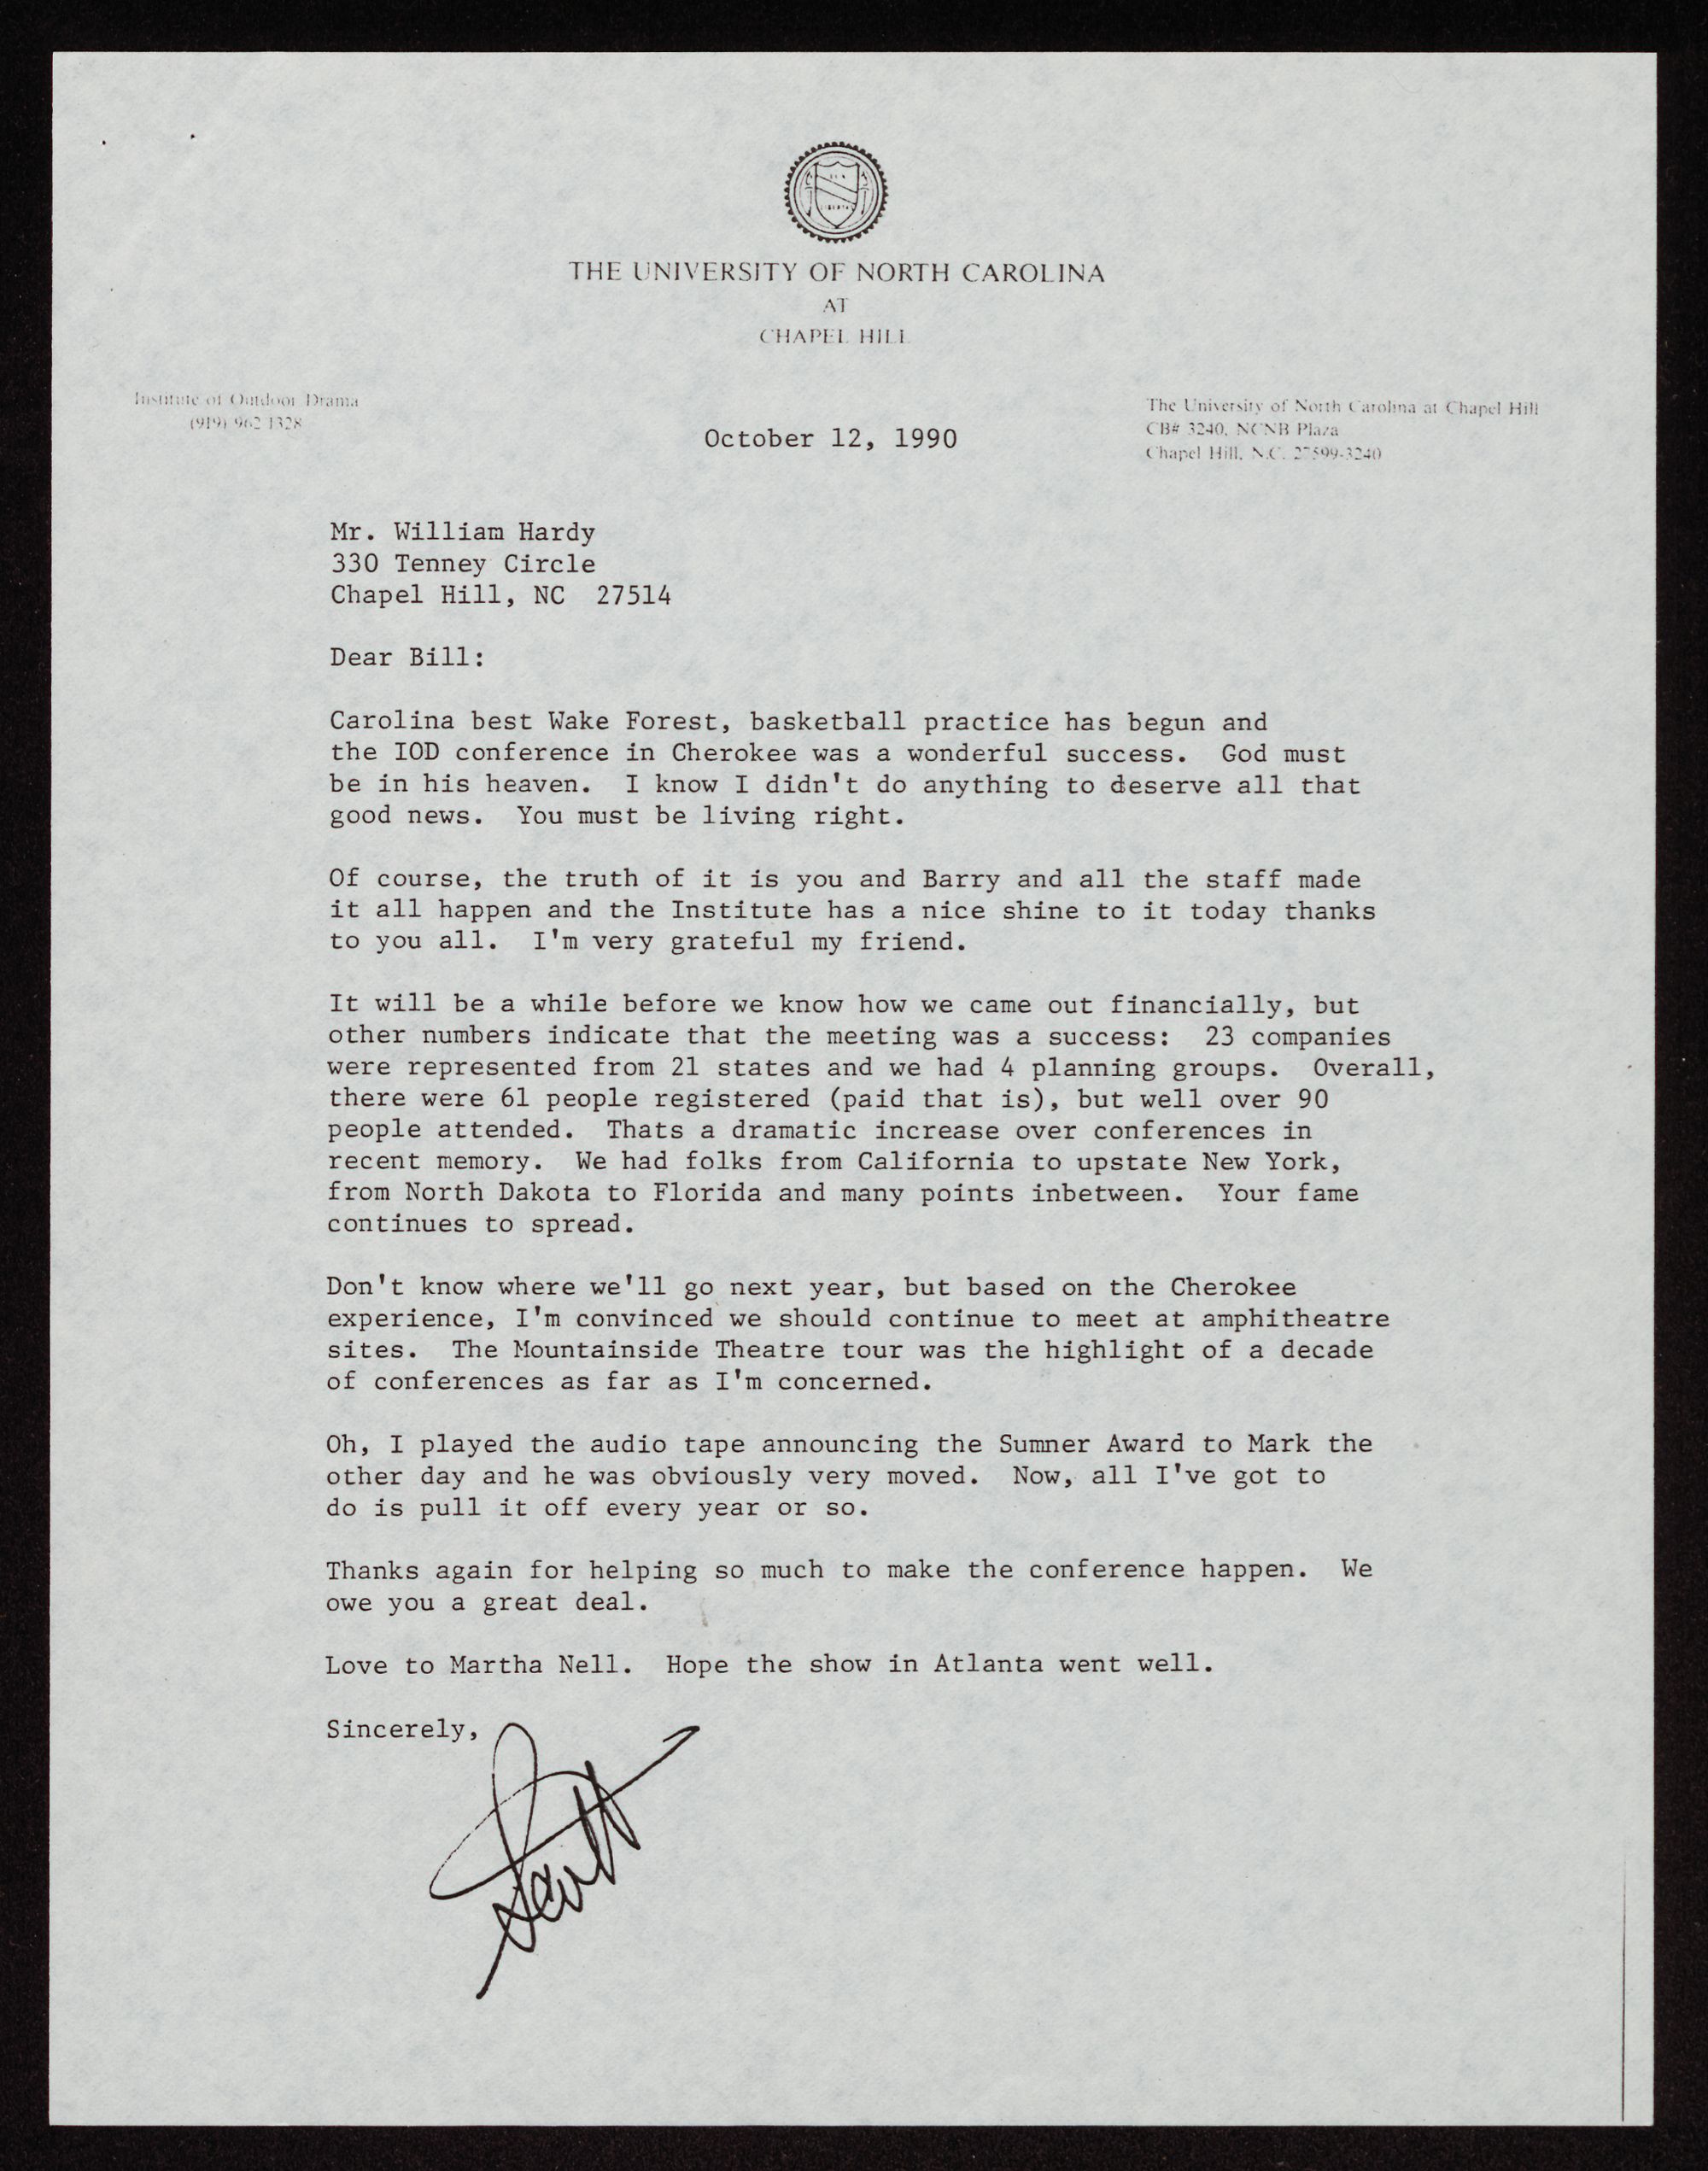 THE UNIVERSITY OF NORTH CAROLINA
AT
CHAPEL HILL
Institute of Outdoor Drama
(919) 962-1328
The University of North Carolina at Chapel Hill
CB# 3240, NCNB Plaza
Chapel Hill, N.C. 27599-3240
October 12, 1990
Mr. William Hardy
330 Tenney Circle
Chapel Hill, NC  27514
Dear Bill:
Carolina best Wake Forest, basketball practice has begun and
the IOD conference in Cherokee was a wonderful success.  God must
be in his heaven.  I know I didn't do anything to deserve all that
good news.  You must be living right.
Of course, the truth of it is you and Barry and all the staff made
it all happen and the Institute has a nice shine to it today thanks
to you all.  I'm very grateful my friend.
It will be a while before we know how we came out financially, but
other numbers indicate that the meeting was a success:  23 companies
were represented from 21 states and we had 4 planning groups.  Overall,
there were 61 people registered (paid that is), but well over 90
people attended.  Thats a dramatic increase over conferences in
recent memory.  We had folks from California to upstate New York,
from North Dakota to Florida and many points inbetween.  Your fame
continues to spread.
Don't know where we'll go next year, but based on the Cherokee
experience, I'm convinced we should continue to meet at amphitheatre
sites.  The Mountainside Theatre tour was the highlight of a decade
of conferences as far as I'm concerned.
Oh, I played the audio tape announcing the Sumner Award to Mark the
other day and he was obviously very moved.  Now, all I've got to
do is pull it off every year or so.
Thanks again for helping so much to make the conference happen.  We
owe you a great deal.
Love to Martha Nell.  Hope the show in Atlanta went well.
Sincerely,
Scott